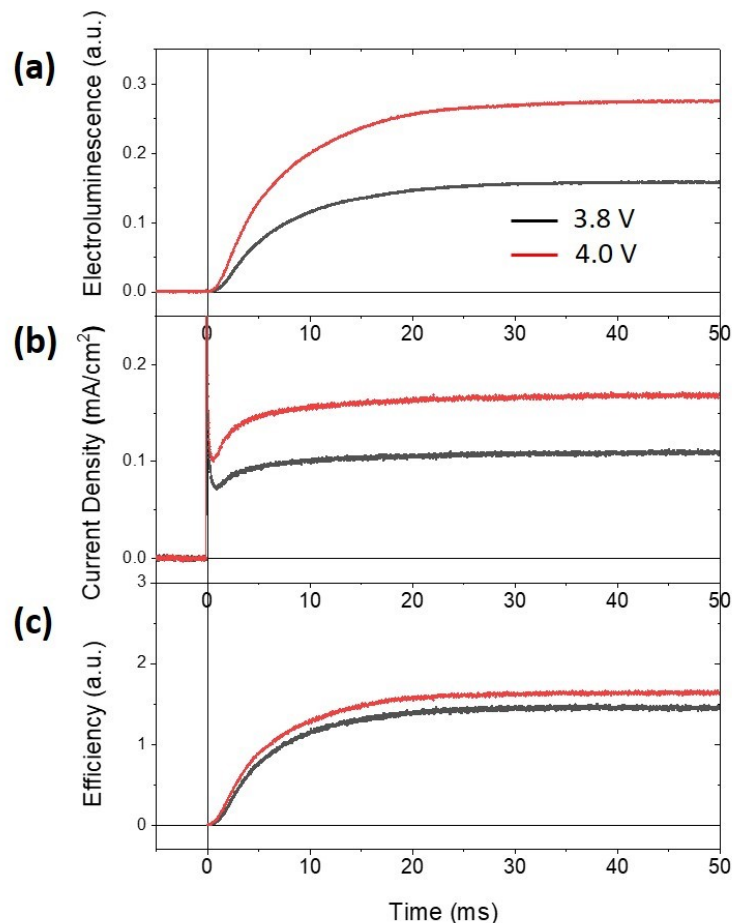 (a)
Electroluminescence (a.u.)
0.3
0.2
0.1
0.0
3.8 V
4.0 V
0 10 20 30 40 50
(b)
Current Density (mA/cm²)
0.2
0.1
0.0
0 10 20 30 40 50
(c)
Efficiency (a.u.)
3
2
1
0
0 10 20 30 40 50
Time (ms)